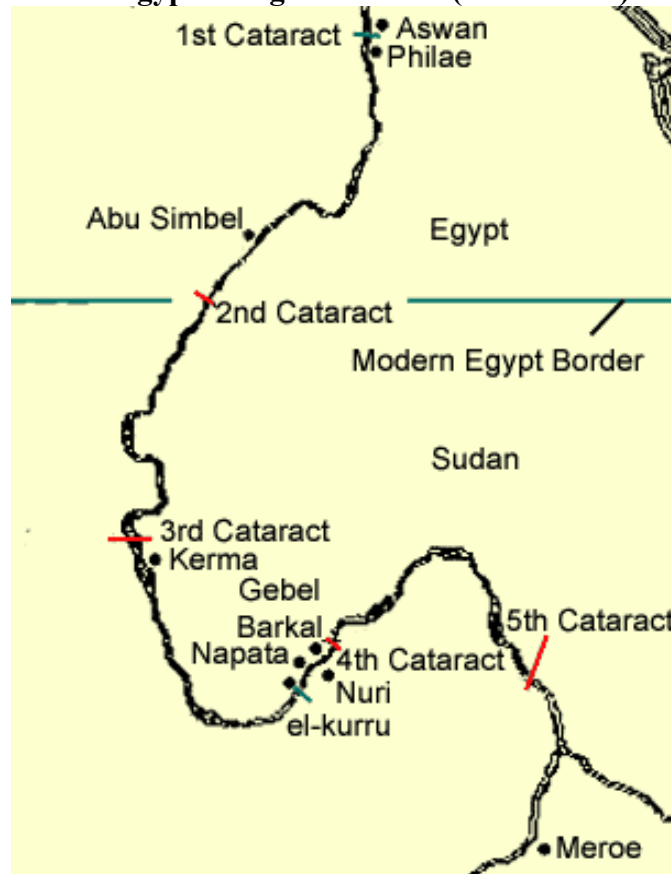 1st Cataract
Aswan
Philae
Abu Simbel
Egypt
2nd Cataract
Modern Egypt Border
Sudan
3rd Cataract
Kerma
Gebel
Barkal
5th Cataract
Napata
4th Cataract
Nuri
el-kurru
Meroe